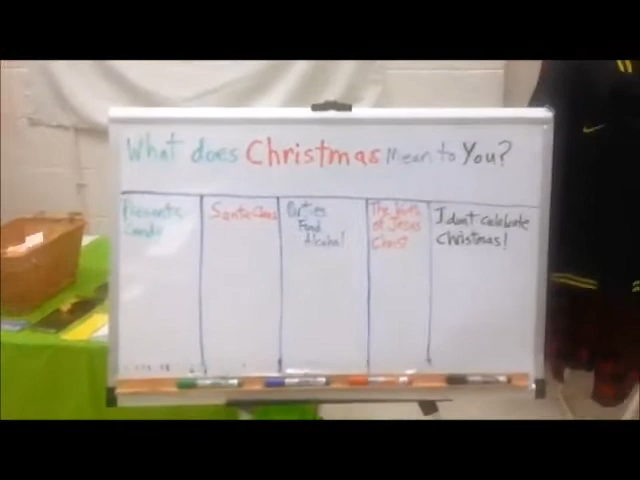 What does Christmas Mean to You?
Presents
Candy
Santa Claus
Parties
Food
Alcohol
The birth
of Jesus
Christ
I dont celebrate
Christmas!